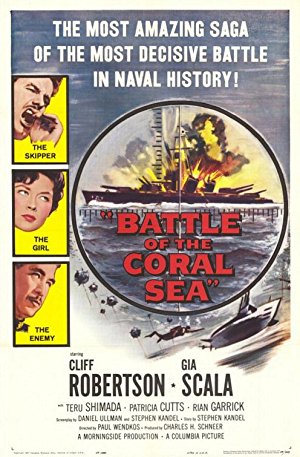 THE MOST AMAZING SAGA
OF THE MOST DECISIVE BATTLE
IN NAVAL HISTORY!
THE SKIPPER
THE GIRL
THE ENEMY
"BATTLE
OF THE
CORAL
SEA"
starring
CLIFF
ROBERTSON ★ GIA
SCALA
with TERU SHIMADA • PATRICIA CUTTS • RIAN GARRICK
Screenplay by DANIEL ULLMAN and STEPHEN KANDEL • Story by STEPHEN KANDEL
Directed by PAUL WENDKOS • Produced by CHARLES H. SCHNEER
A MORNINGSIDE PRODUCTION • A COLUMBIA PICTURE